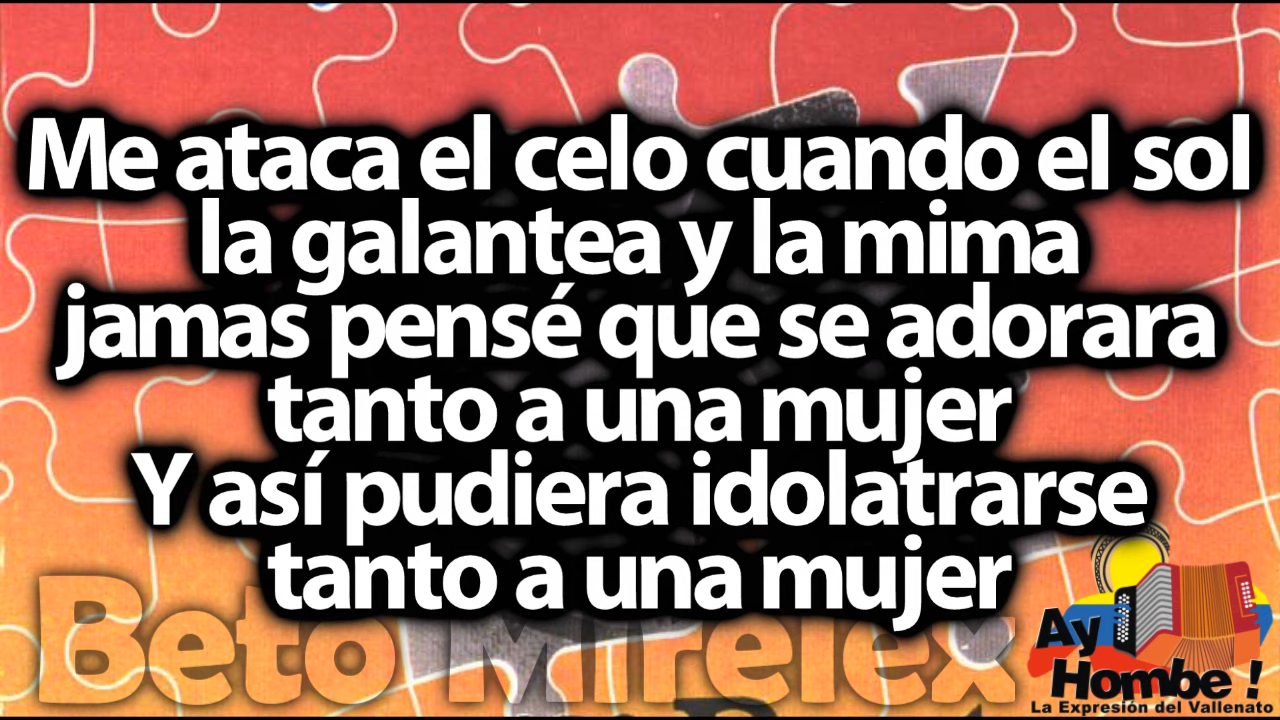 Me ataca el celo cuando el sol
la galantea y la mima
jamas pensé que se adorara
tanto a una mujer
Y así pudiera idolatrarse
tanto a una mujer
Beto Mirelex
Ay
Hombe !
La Expresión del Vallenato